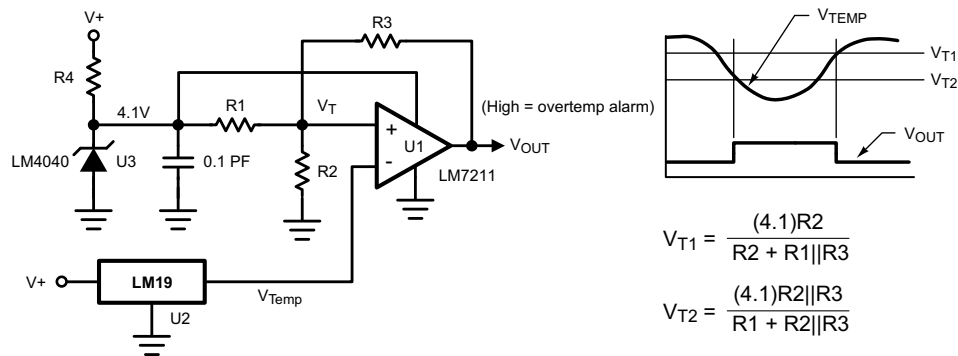 V+
R4
4.1V
LM4040
U3
0.1 PF
R1
R3
VT
R2
+
-
U1
LM7211
(High = overtemp alarm)
VOUT
V+
LM19
U2
VTemp
VTEMP
VT1
VT2
VOUT
VT1 = (4.1)R2
R2 + R1||R3
VT2 = (4.1)R2||R3
R1 + R2||R3